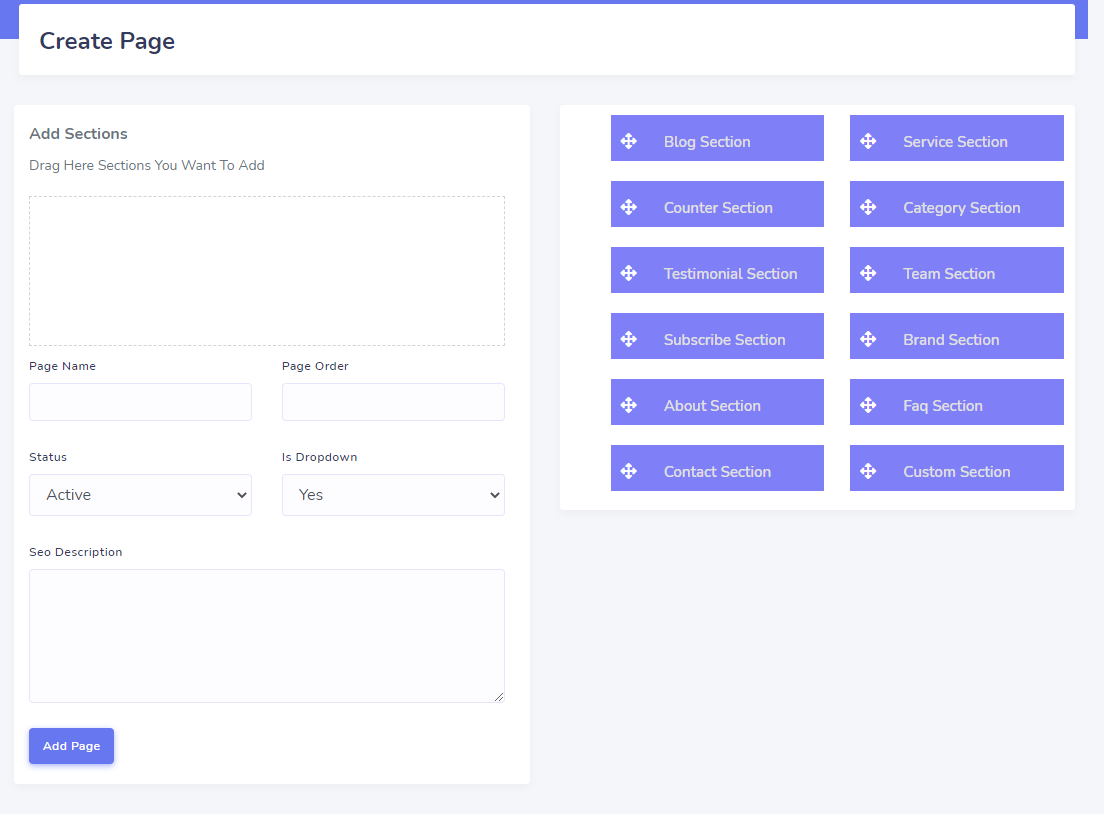 Create Page
Add Sections
Drag Here Sections You Want To Add
Page Name Page Order
Status Is Dropdown
Active Yes
Seo Description
Add Page
Blog Section Service Section
Counter Section Category Section
Testimonial Section Team Section
Subscribe Section Brand Section
About Section Faq Section
Contact Section Custom Section